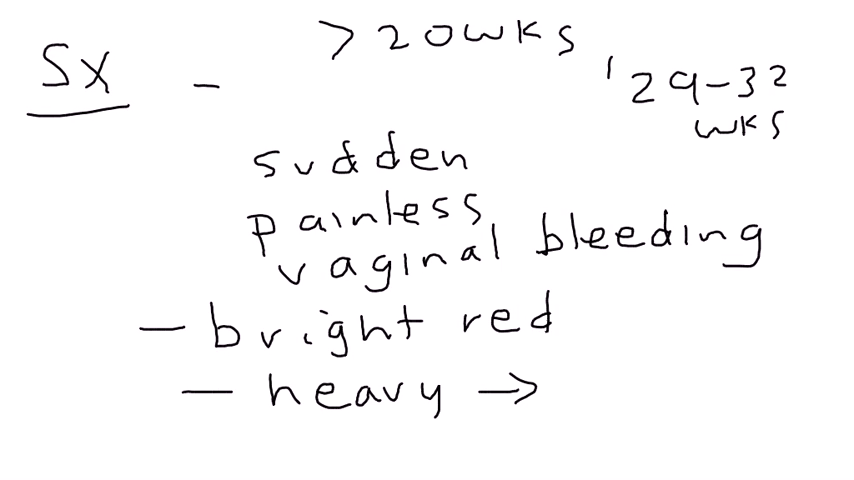 > 20wks
Sx - ' 29-32
wks
sudden
painless
vaginal bleeding
- bright red
- heavy →